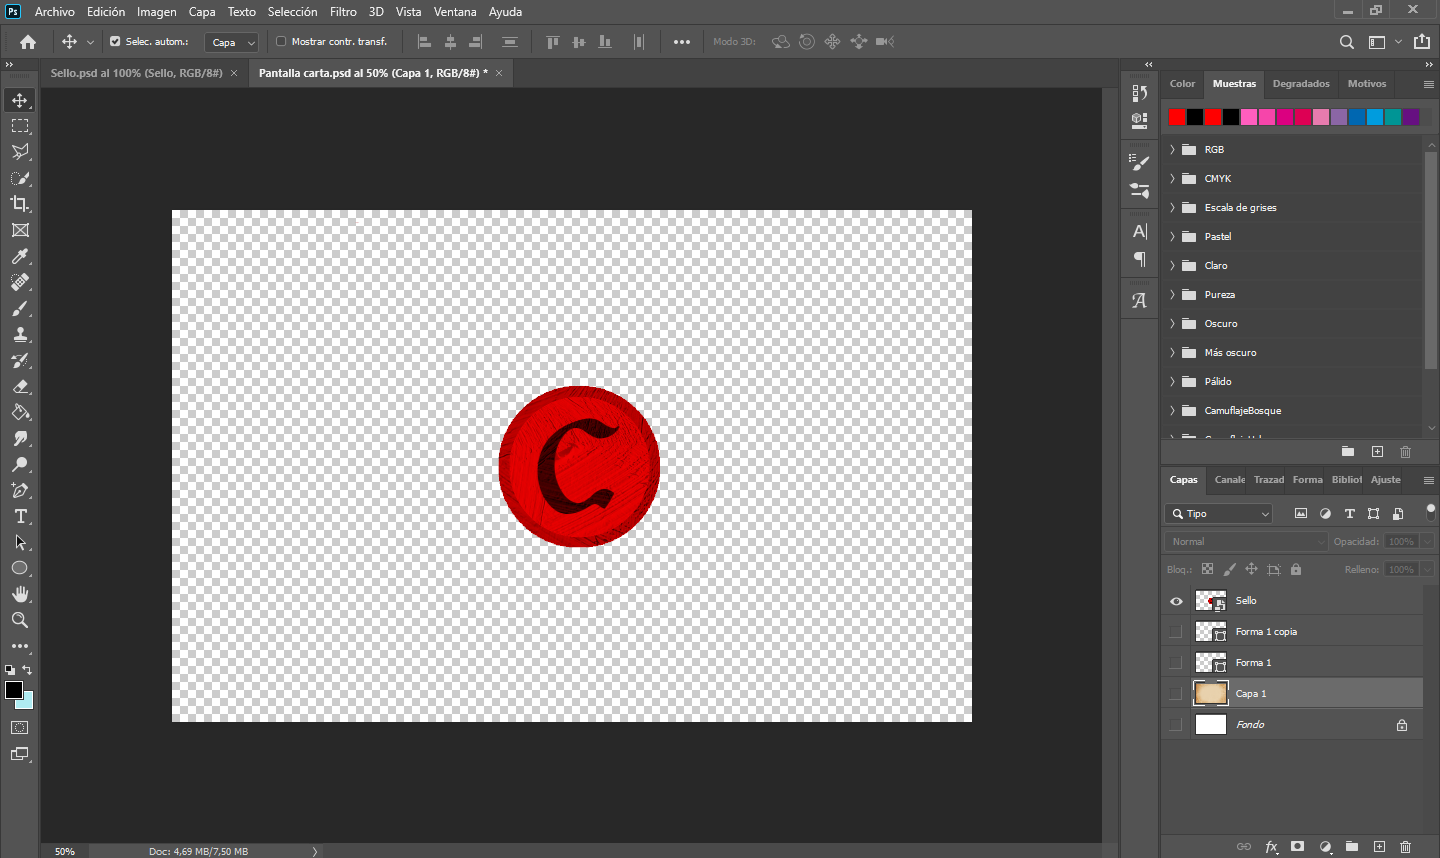 Ps Archivo Edición Imagen Capa Texto Selección Filtro 3D Vista Ventana Ayuda
Selec. autom.: Capa Mostrar contr. transf. Modo 3D:
Sello.psd al 100% (Sello, RGB/8#) Pantalla carta.psd al 50% (Capa 1, RGB/8#) *
Color Muestras Degradados Motivos
RGB
CMYK
Escala de grises
Pastel
Claro
Pureza
Oscuro
Más oscuro
Pálido
CamuflajeBosque
Capas Canale Trazad Forma Bibliot Ajuste
Tipo
Normal Opacidad: 100%
Bloq.: Relleno: 100%
Sello
Forma 1 copia
Forma 1
Capa 1
Fondo
C
50% Doc: 4,69 MB/7,50 MB